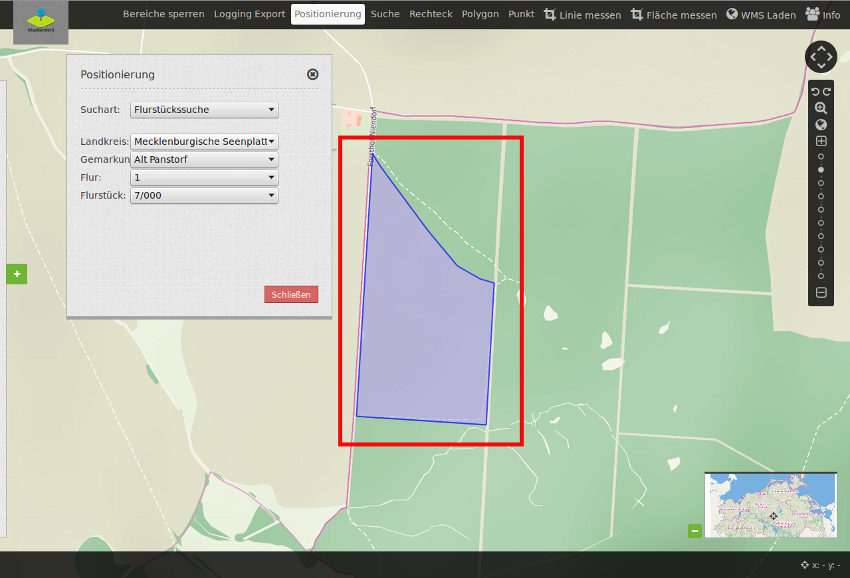 Bereiche sperren Logging Export Positionierung Suche Rechteck Polygon Punkt Linie messen Fläche messen WMS Laden Info
Mapbender3
Positionierung
Suchart: Flurstückssuche
Landkreis: Mecklenburgische Seenplatt
Gemarkun Alt Panstorf
Flur: 1
Flurstück: 7/000
Schließen
x: - y: -